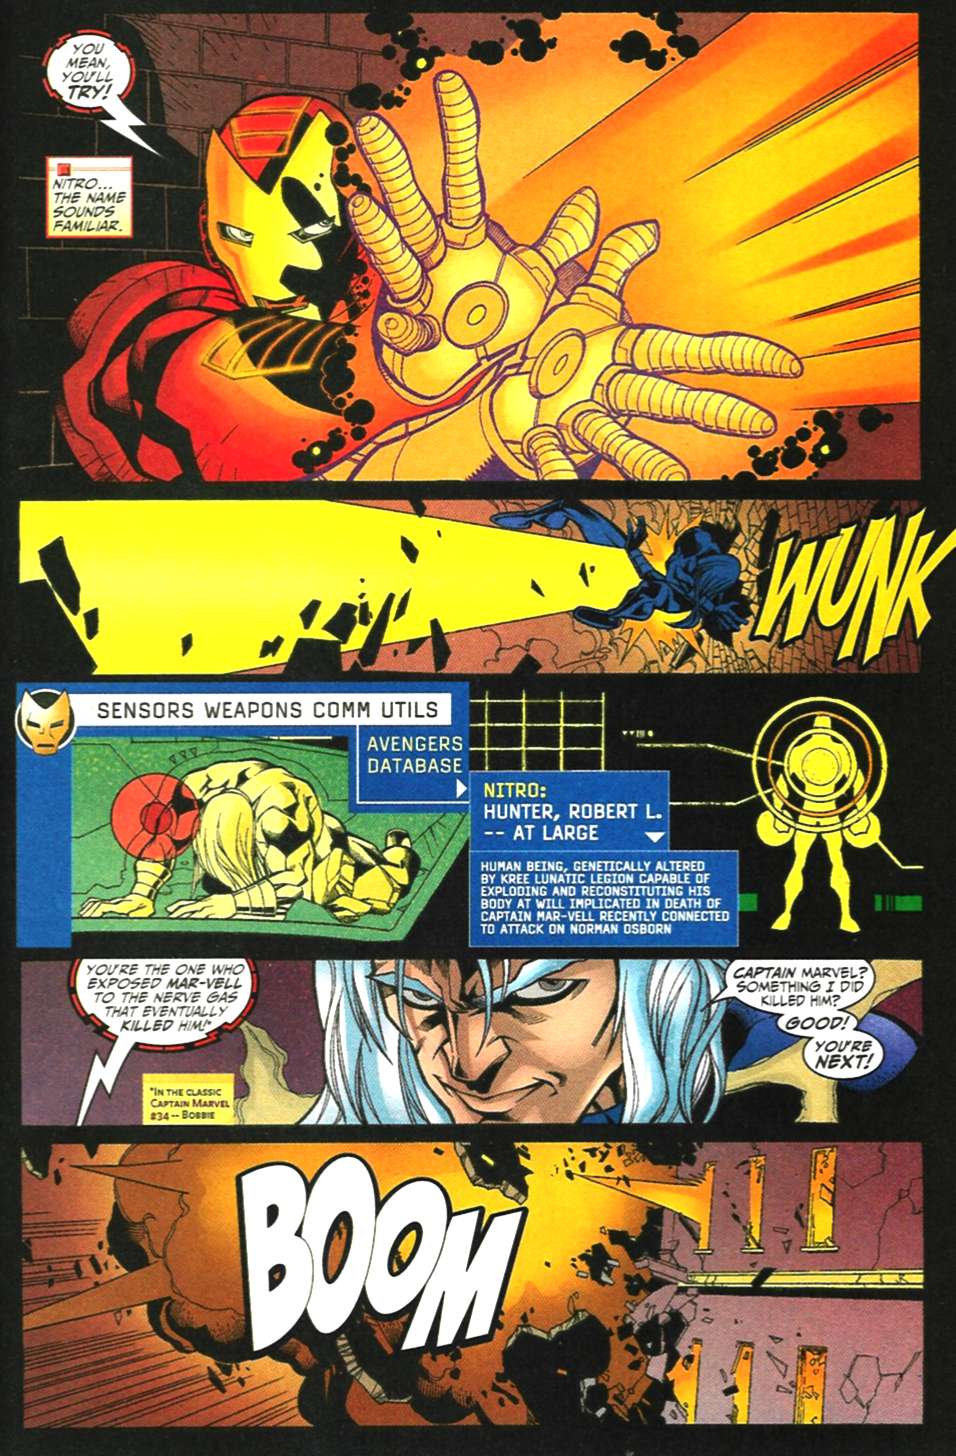 YOU
MEAN,
YOU'LL
TRY!
NITRO...
THE NAME
SOUNDS
FAMILIAR.
WUNK
SENSORS WEAPONS COMM UTILS
AVENGERS
DATABASE
NITRO:
HUNTER, ROBERT L.
-- AT LARGE
HUMAN BEING, GENETICALLY ALTERED
BY KREE LUNATIC LEGION CAPABLE OF
EXPLODING AND RECONSTITUTING HIS
BODY AT WILL IMPLICATED IN DEATH OF
CAPTAIN MAR-VELL RECENTLY CONNECTED
TO ATTACK ON NORMAN OSBORN
YOU'RE THE ONE WHO
EXPOSED MAR-VELL
TO THE NERVE GAS
THAT EVENTUALLY
KILLED HIM!*
*IN THE CLASSIC
CAPTAIN MARVEL
#34 -- BOBBIE
CAPTAIN MARVEL?
SOMETHING I DID
KILLED HIM?
GOOD!
YOU'RE
NEXT!
BOOM